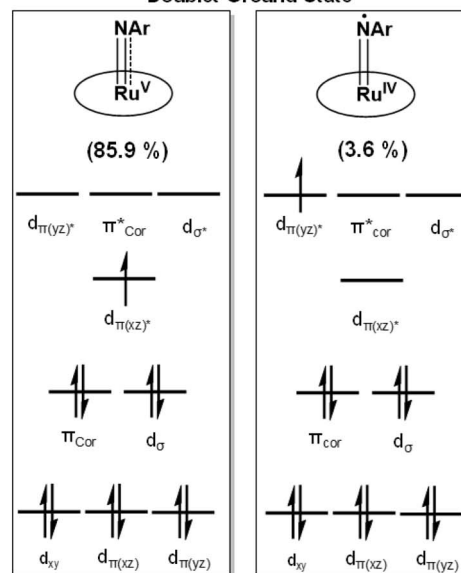 Doublet Ground State
NAr
Ru^V
(85.9 %)
d_π(yz)*  π*_Cor  d_σ*
d_π(xz)*
π_Cor  d_σ
d_xy  d_π(xz)  d_π(yz)
ṄAr
Ru^IV
(3.6 %)
d_π(yz)*  π*_cor  d_σ*
d_π(xz)*
π_cor  d_σ
d_xy  d_π(xz)  d_π(yz)